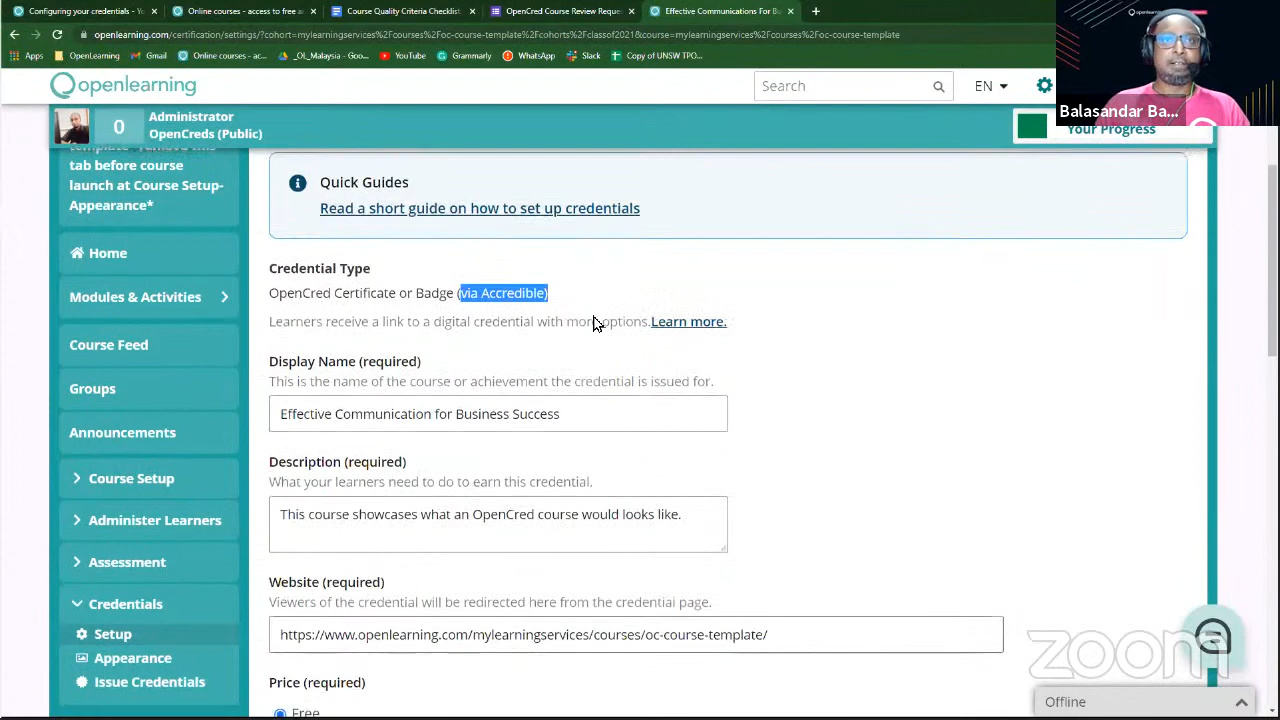 Configuring your credentials - Y
Online courses - access to free a
Course Quality Criteria Checklist
OpenCred Course Review Reques
Effective Communications For Bu
openlearning.com/certification/settings/?cohort=mylearningservices%2Fcourses%2Foc-course-template%2Fcohorts%2Fclassof2021&course=mylearningservices%2Fcourses%2Foc-course-template
Apps
OpenLearning
Gmail
Online courses - ac...
_OL_Malaysia - Goo...
YouTube
Grammarly
WhatsApp
Slack
Copy of UNSW TPO...
openlearning
Search
EN
openlearning
Balasandar Ba...
0
Administrator
OpenCreds (Public)
Your Progress
tab before course
launch at Course Setup-
Appearance*
Home
Modules & Activities
Course Feed
Groups
Announcements
Course Setup
Administer Learners
Assessment
Credentials
Setup
Appearance
Issue Credentials
Quick Guides
Read a short guide on how to set up credentials
Credential Type
OpenCred Certificate or Badge (via Accredible)
Learners receive a link to a digital credential with more options. Learn more.
Display Name (required)
This is the name of the course or achievement the credential is issued for.
Effective Communication for Business Success
Description (required)
What your learners need to do to earn this credential.
This course showcases what an OpenCred course would looks like.
Website (required)
Viewers of the credential will be redirected here from the credential page.
https://www.openlearning.com/mylearningservices/courses/oc-course-template/
Price (required)
Free
zoom
Offline